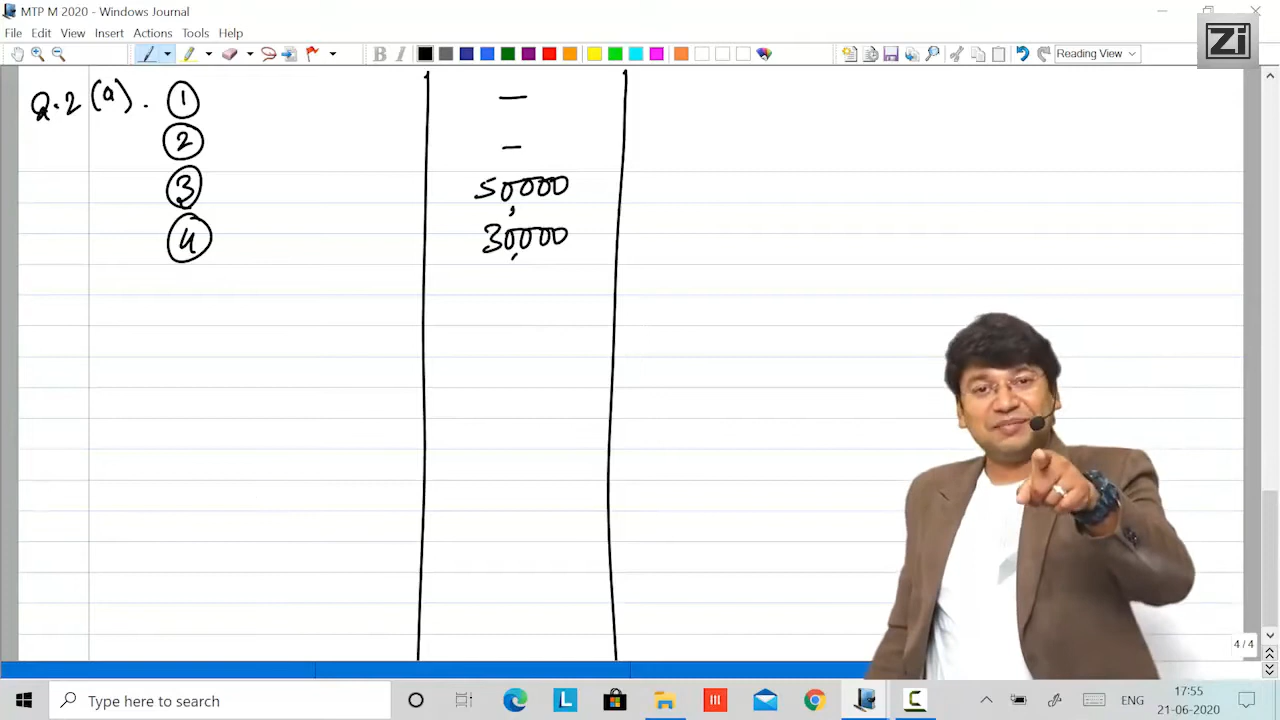 MTP M 2020 - Windows Journal
Zi
File Edit View Insert Actions Tools Help
B I Reading View
Q.2 (a). 1 —
2 -
3 50,000
4 30,000
4/4
Type here to search L ENG 17:55
21-06-2020